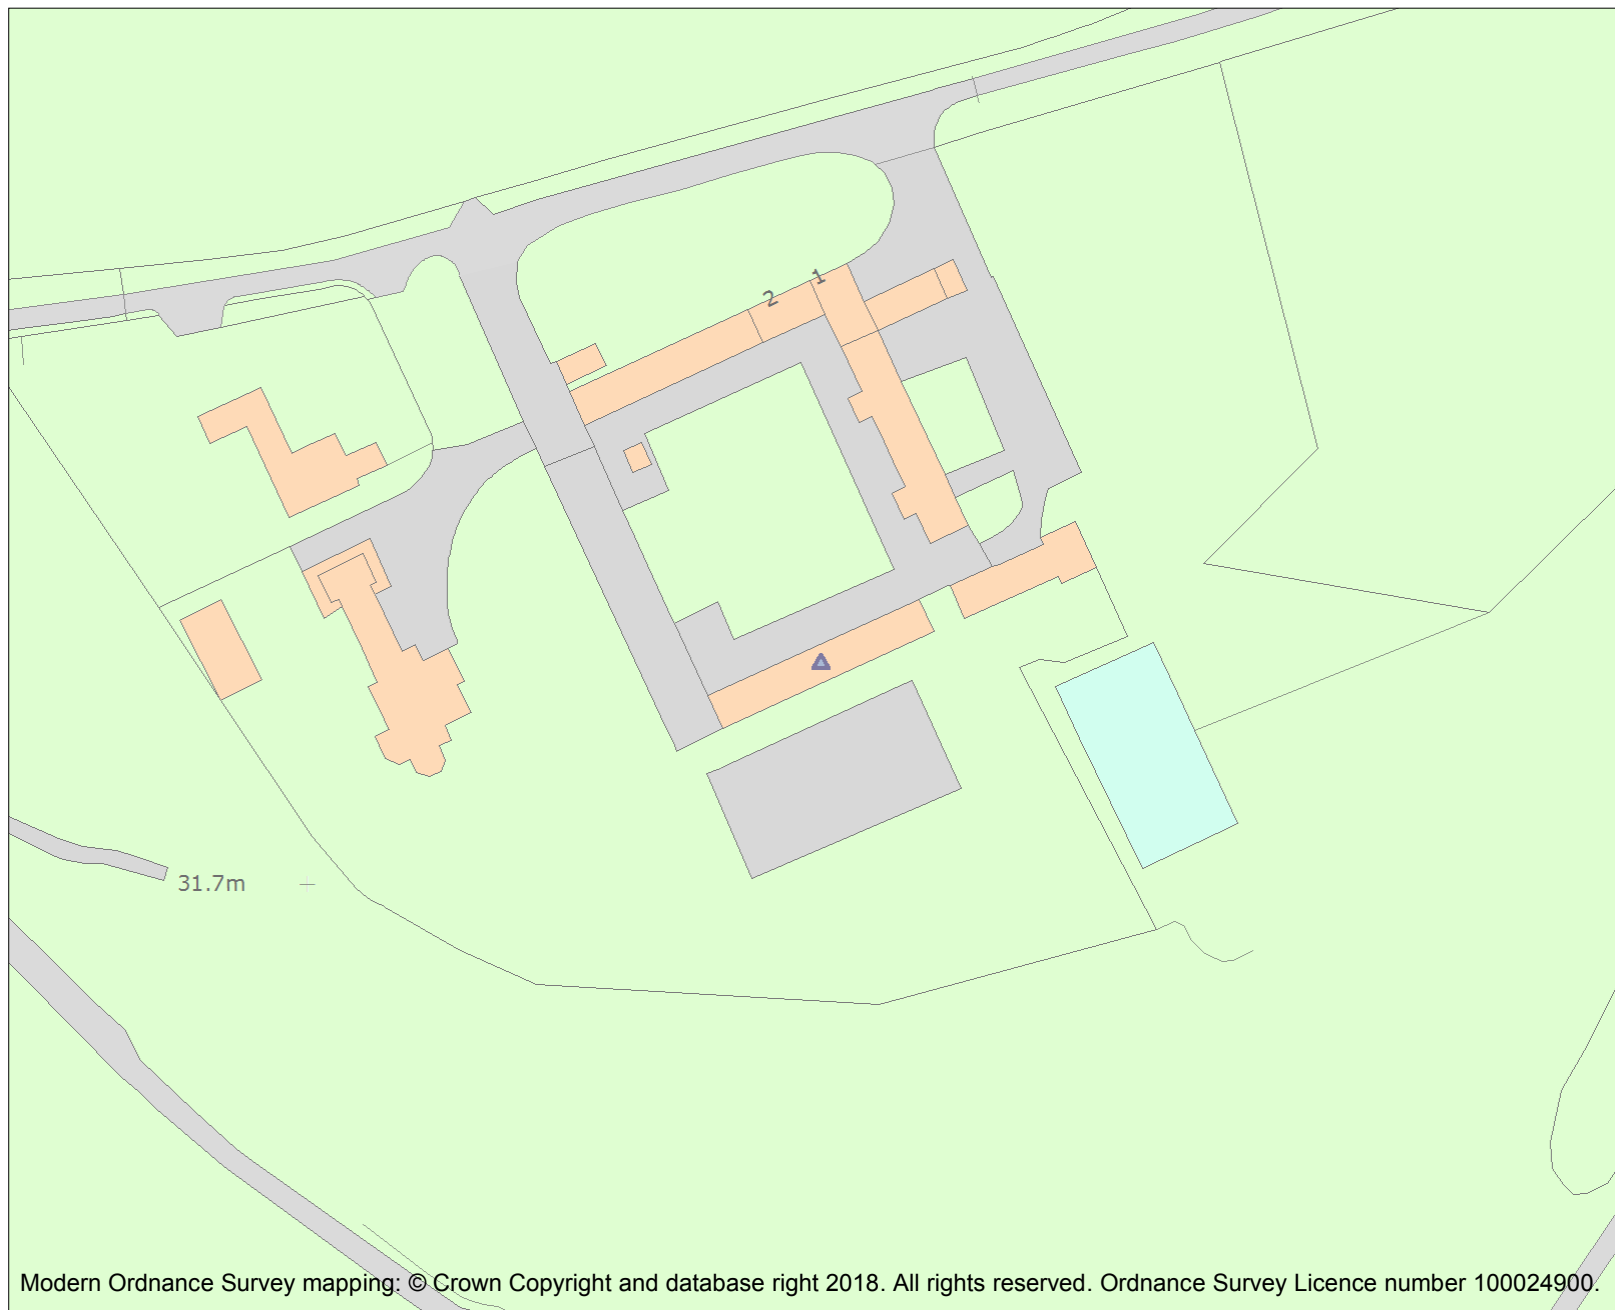 1
2
31.7m
Modern Ordnance Survey mapping: © Crown Copyright and database right 2018. All rights reserved. Ordnance Survey Licence number 100024900.